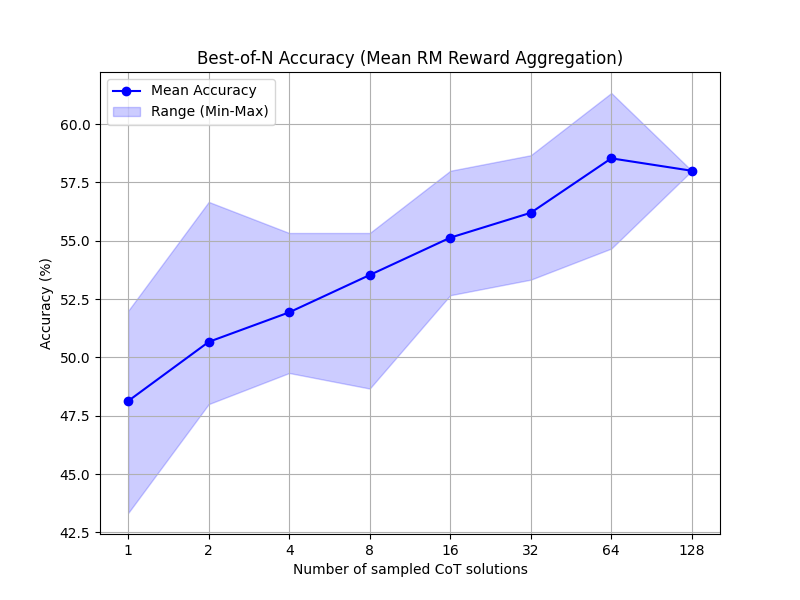 Best-of-N Accuracy (Mean RM Reward Aggregation)
Mean Accuracy
Range (Min-Max)
60.0
57.5
55.0
52.5
50.0
47.5
45.0
42.5
Accuracy (%)
1 2 4 8 16 32 64 128
Number of sampled CoT solutions